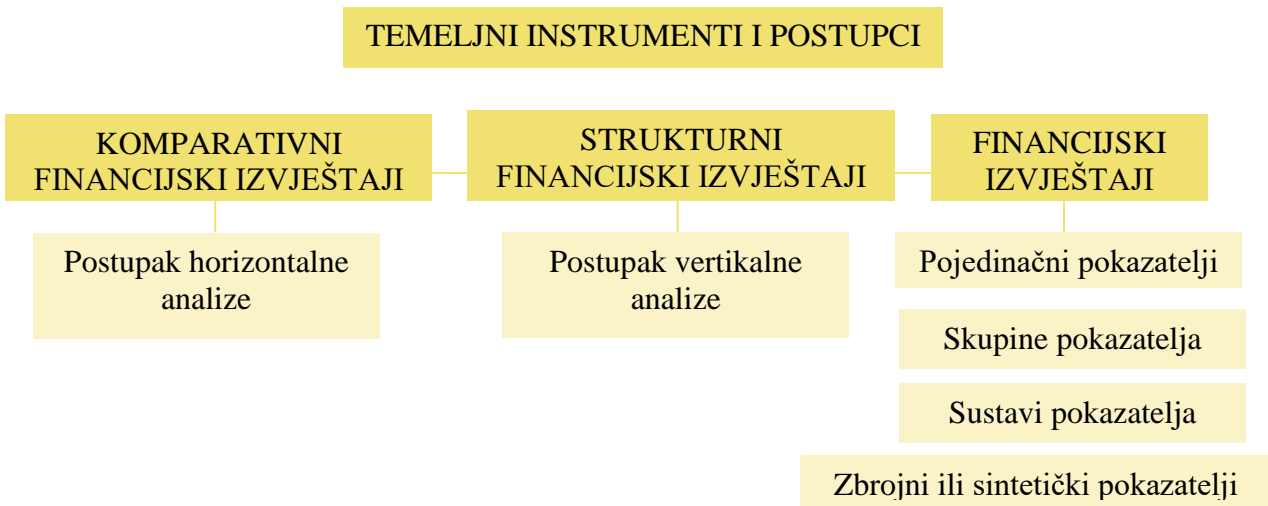 TEMELJNI INSTRUMENTI I POSTUPCI
KOMPARATIVNI
FINANCIJSKI IZVJEŠTAJI
STRUKTURNI
FINANCIJSKI IZVJEŠTAJI
FINANCIJSKI
IZVJEŠTAJI
Postupak horizontalne
analize
Postupak vertikalne
analize
Pojedinačni pokazatelji
Skupine pokazatelja
Sustavi pokazatelja
Zbrojni ili sintetički pokazatelji